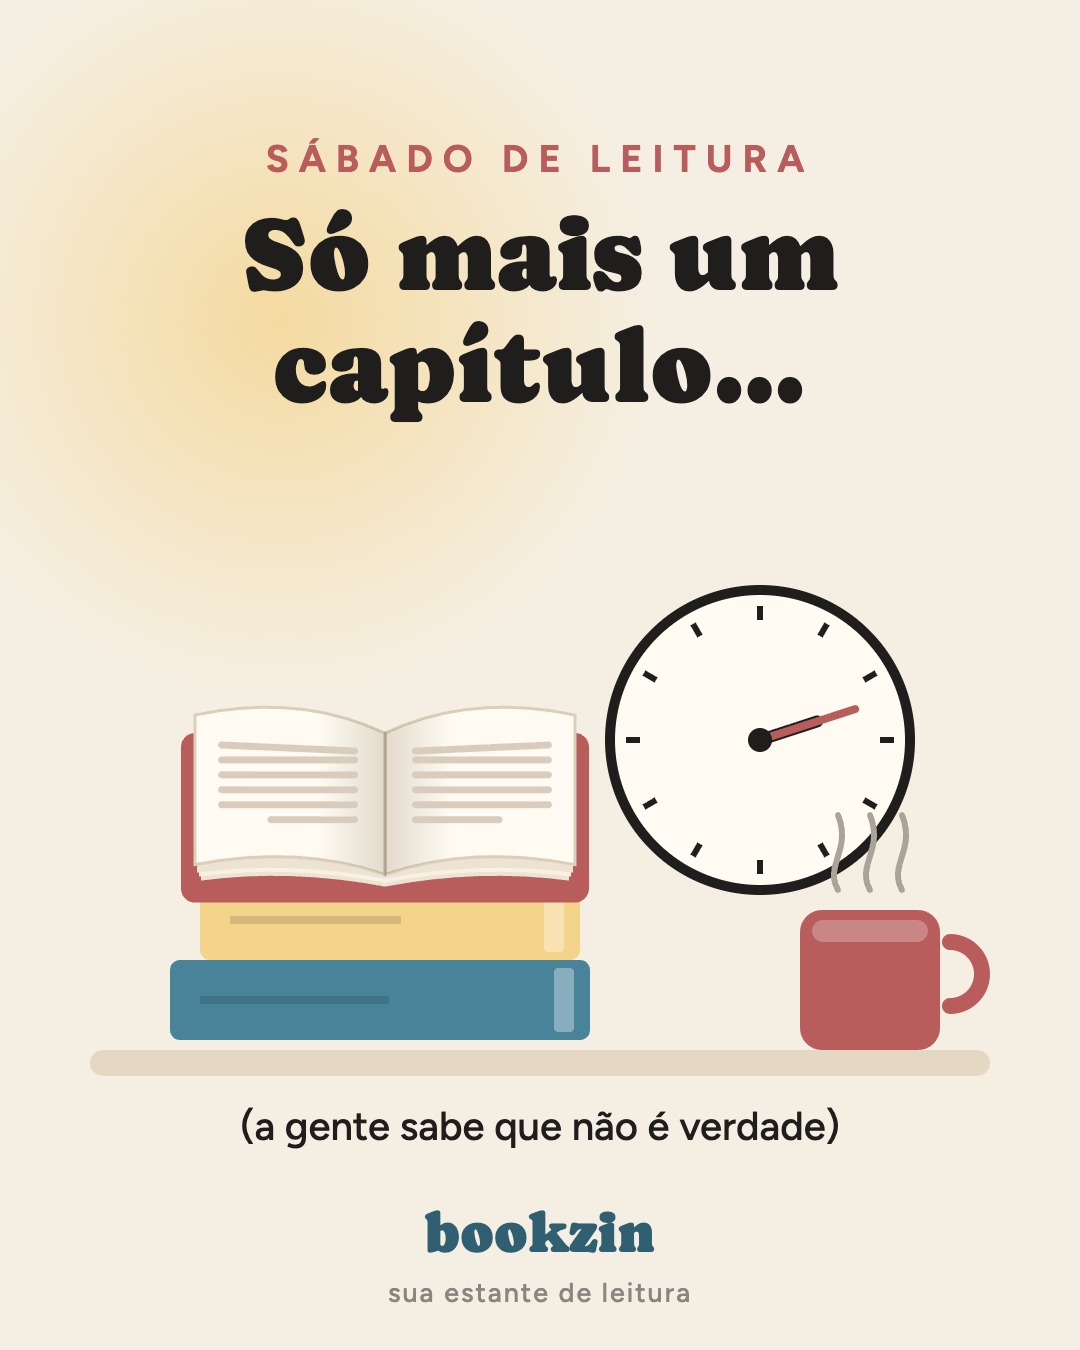 SÁBADO DE LEITURA
Só mais um
capítulo...
(a gente sabe que não é verdade)
bookzin
sua estante de leitura